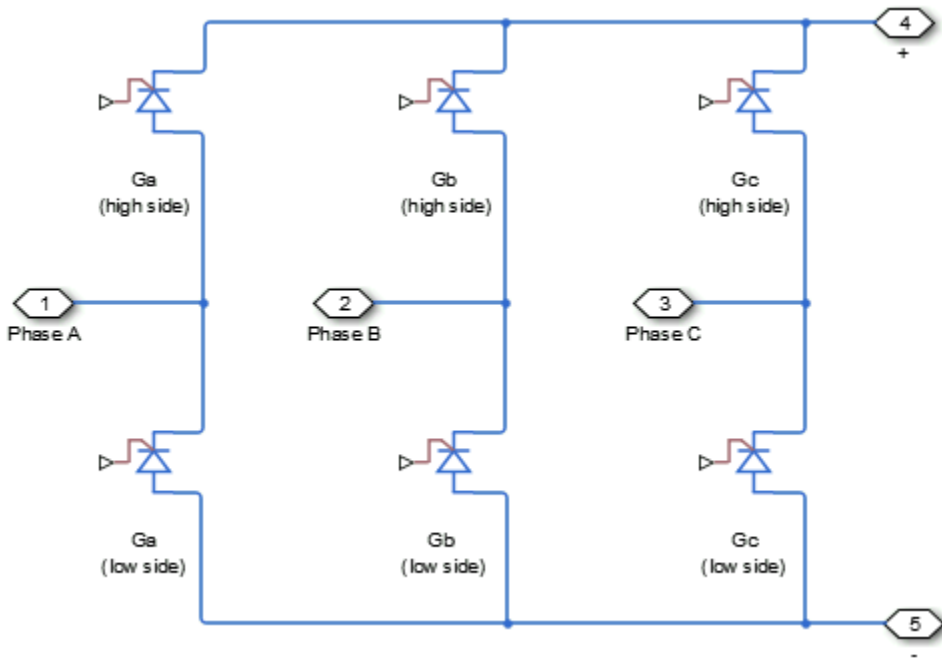 4
+
Ga
(high side)
Gb
(high side)
Gc
(high side)
1
Phase A
2
Phase B
3
Phase C
Ga
(low side)
Gb
(low side)
Gc
(low side)
5
-